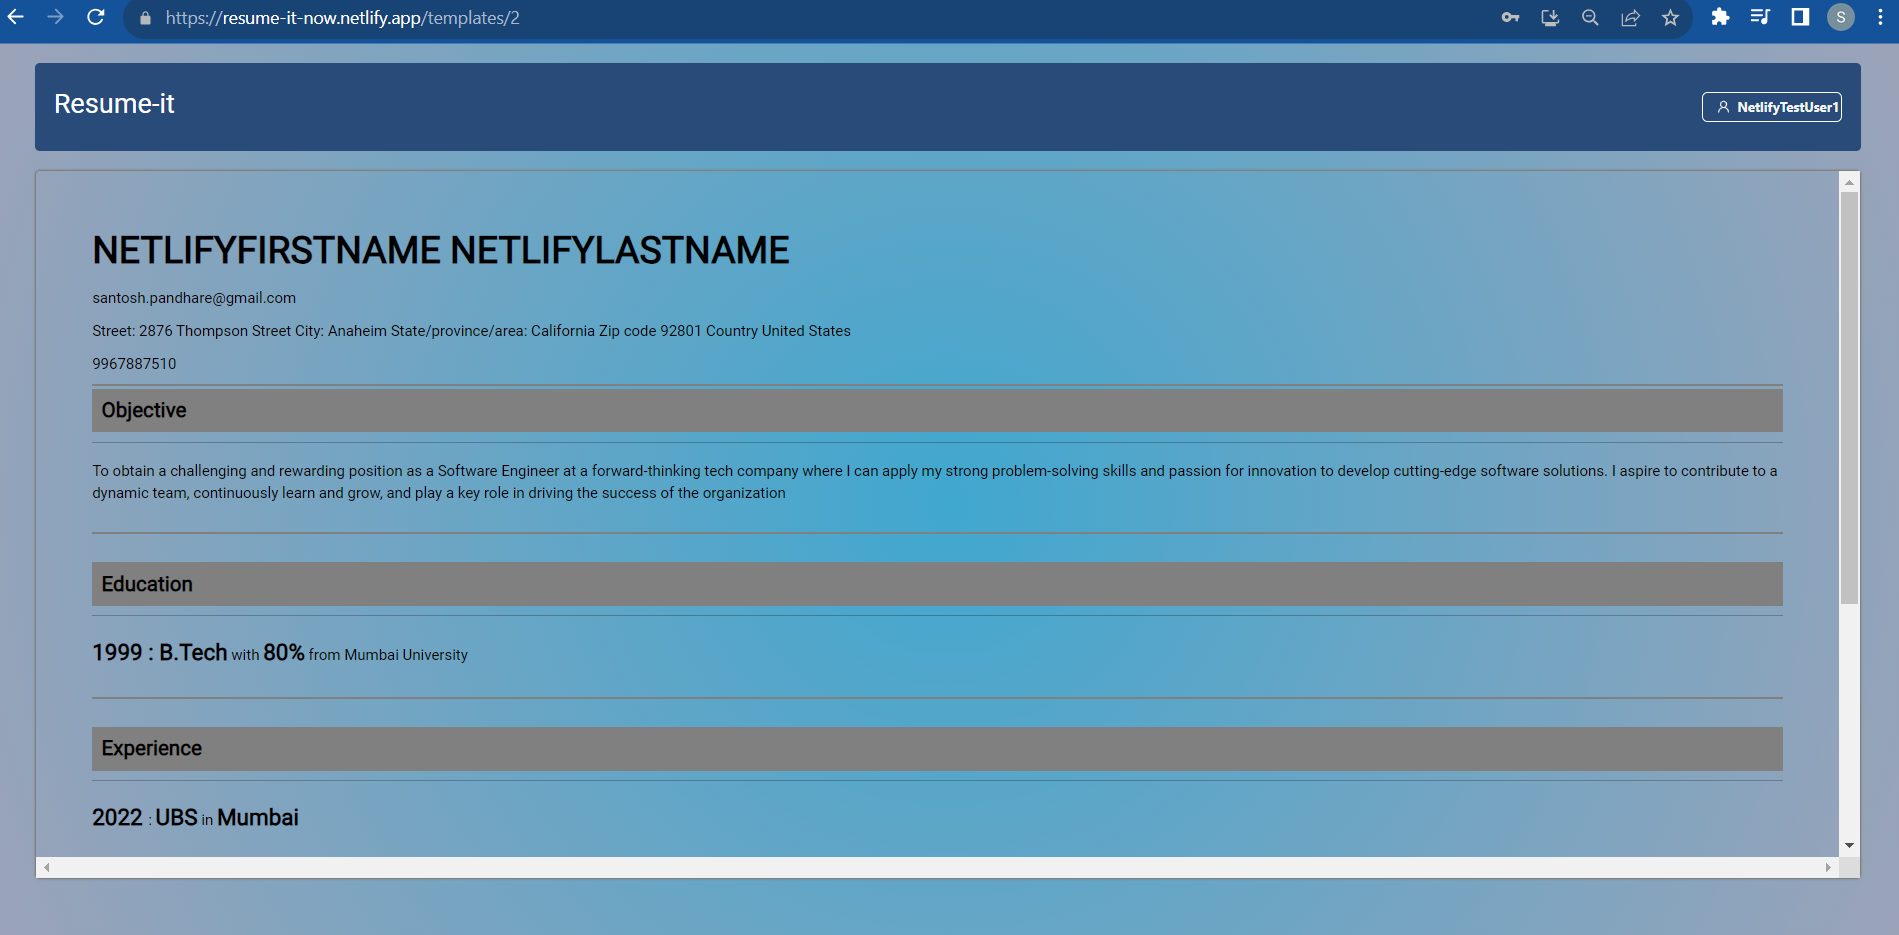 https://resume-it-now.netlify.app/templates/2
S
Resume-it
NetlifyTestUser1
NETLIFYFIRSTNAME NETLIFYLASTNAME
santosh.pandhare@gmail.com
Street: 2876 Thompson Street City: Anaheim State/province/area: California Zip code 92801 Country United States
9967887510
Objective
To obtain a challenging and rewarding position as a Software Engineer at a forward-thinking tech company where I can apply my strong problem-solving skills and passion for innovation to develop cutting-edge software solutions. I aspire to contribute to a
dynamic team, continuously learn and grow, and play a key role in driving the success of the organization
Education
1999 : B.Tech with 80% from Mumbai University
Experience
2022 : UBS in Mumbai